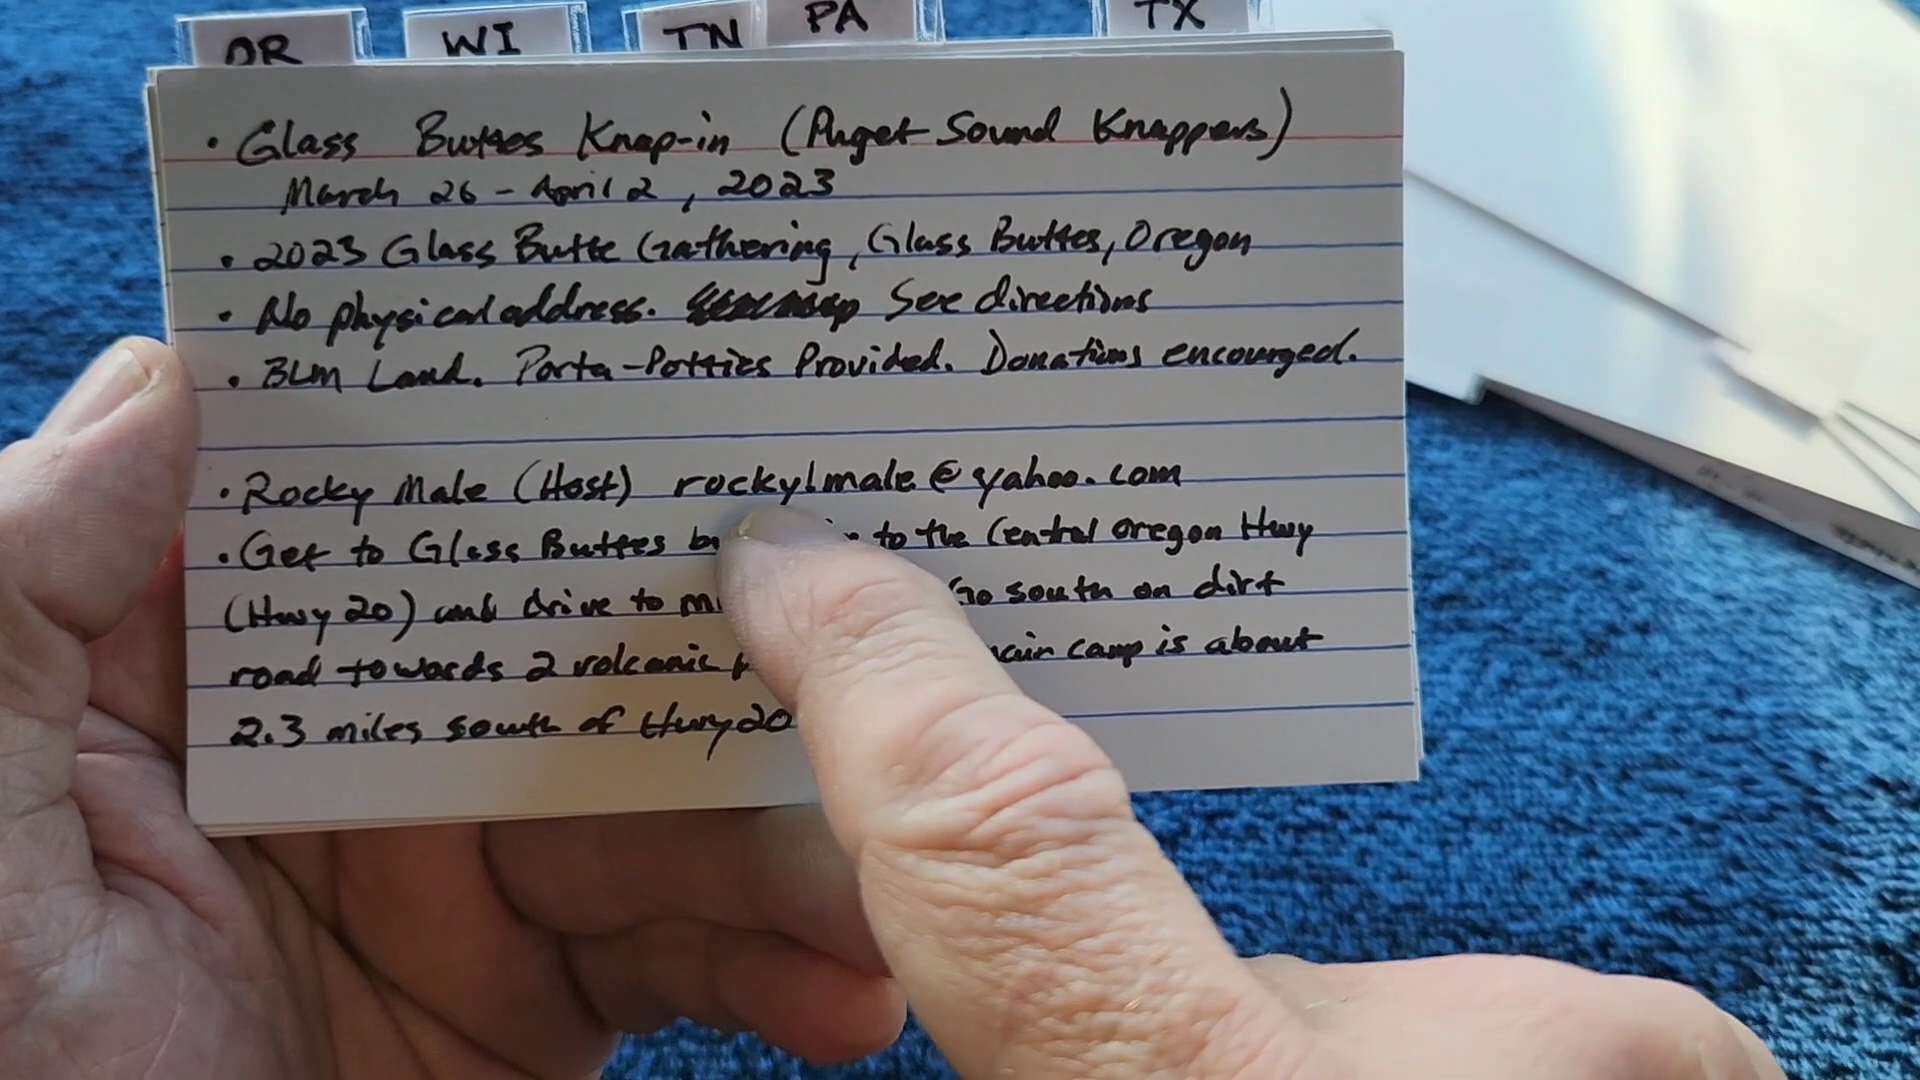 OR WI TN PA TX
• Glass Buttes Knap-in (Puget Sound Knappers)
March 26 - April 2, 2023
• 2023 Glass Butte Gathering, Glass Buttes, Oregon
• No physical address. See directions
• BLM Land. Porta-Potties Provided. Donations encourged.
• Rocky Male (Host) rockylmale@yahoo.com
• Get to Glass Buttes to the Central Oregon Hwy
(Hwy 20) and drive to Go south on dirt
road towards 2 volcanic camp is about
2.3 miles south of Hwy 20